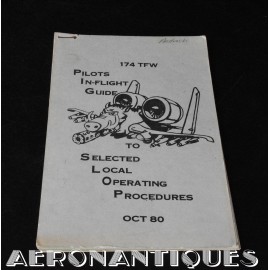 174 TFW
PILOTS
IN-FLIGHT
GUIDE
TO
SELECTED
LOCAL
OPERATING
PROCEDURES
OCT 80
AERONANTIQUES